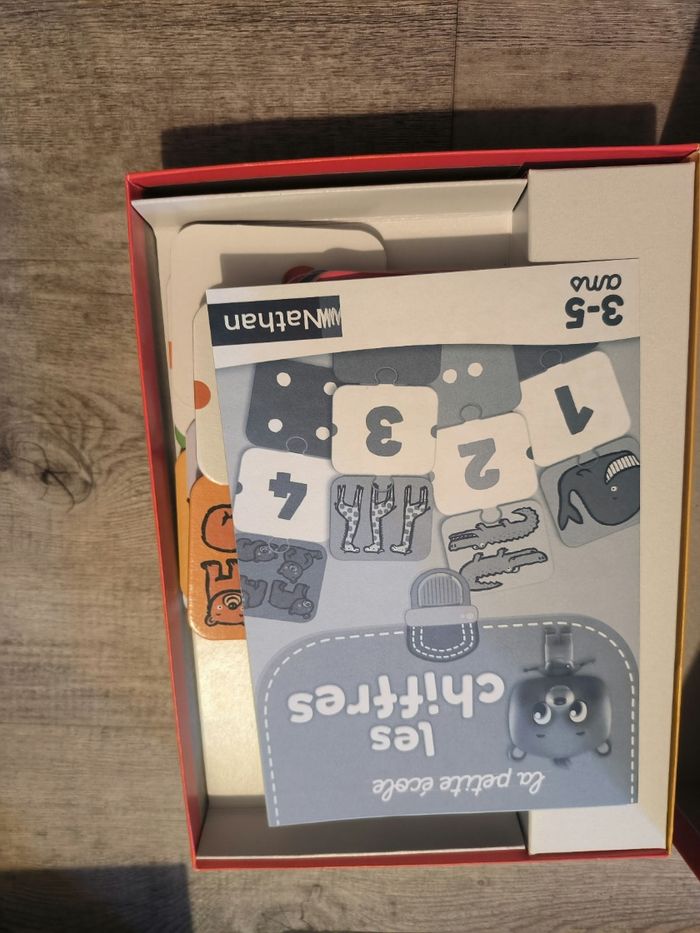 la petite école
les
chiffres
4
3
2
1
Nathan
3-5
ans